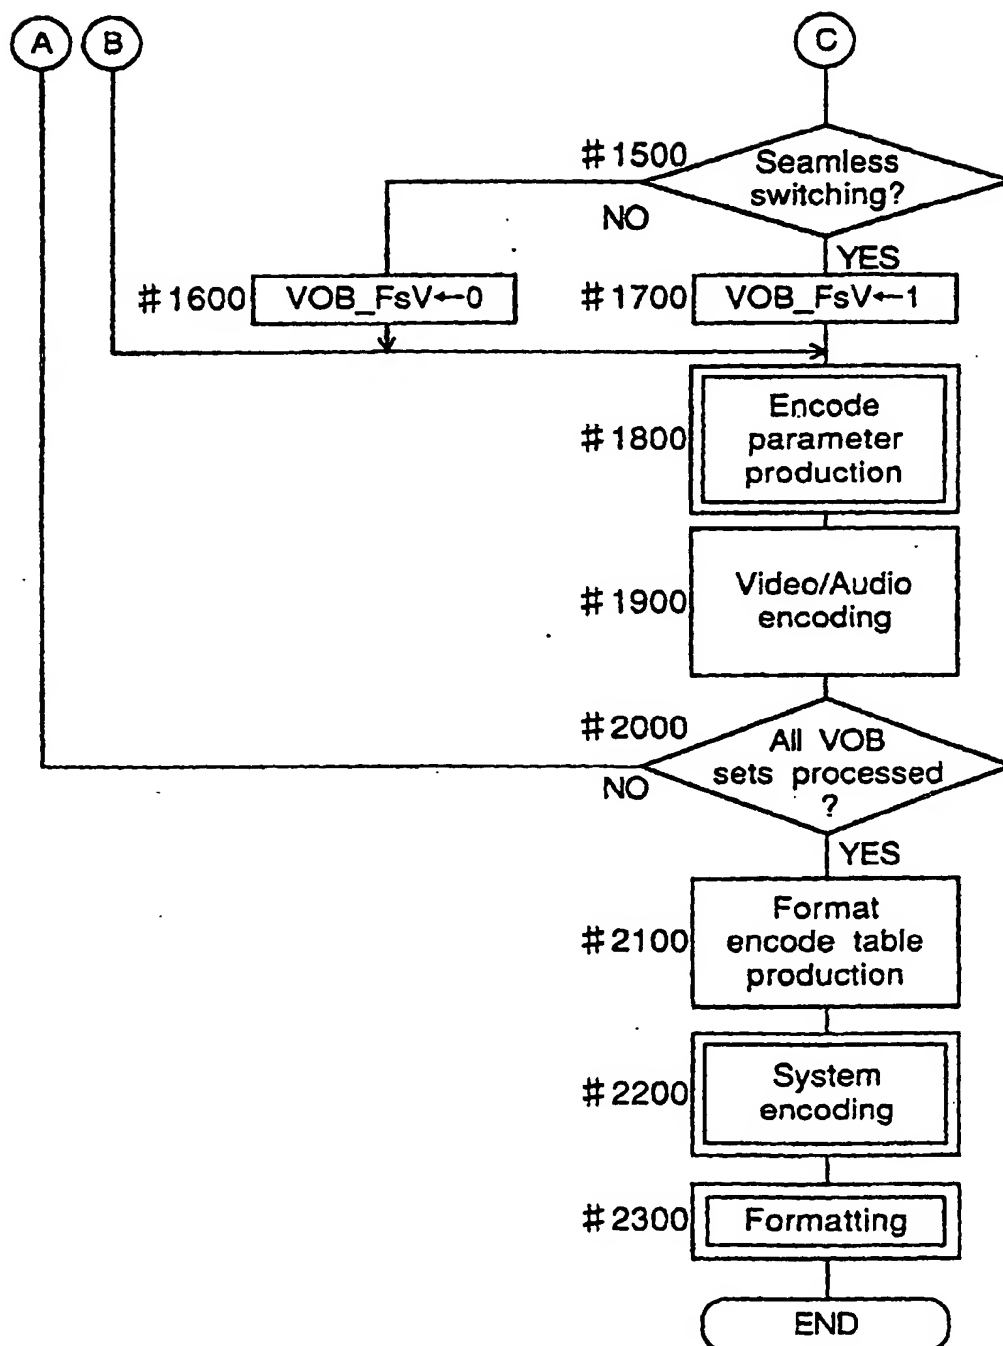 A
B
C
#1500
Seamless
switching?
NO
YES
#1600
VOB_FsV←0
#1700
VOB_FsV←1
#1800
Encode
parameter
production
#1900
Video/Audio
encoding
#2000
All VOB
sets processed
?
NO
YES
#2100
Format
encode table
production
#2200
System
encoding
#2300
Formatting
END